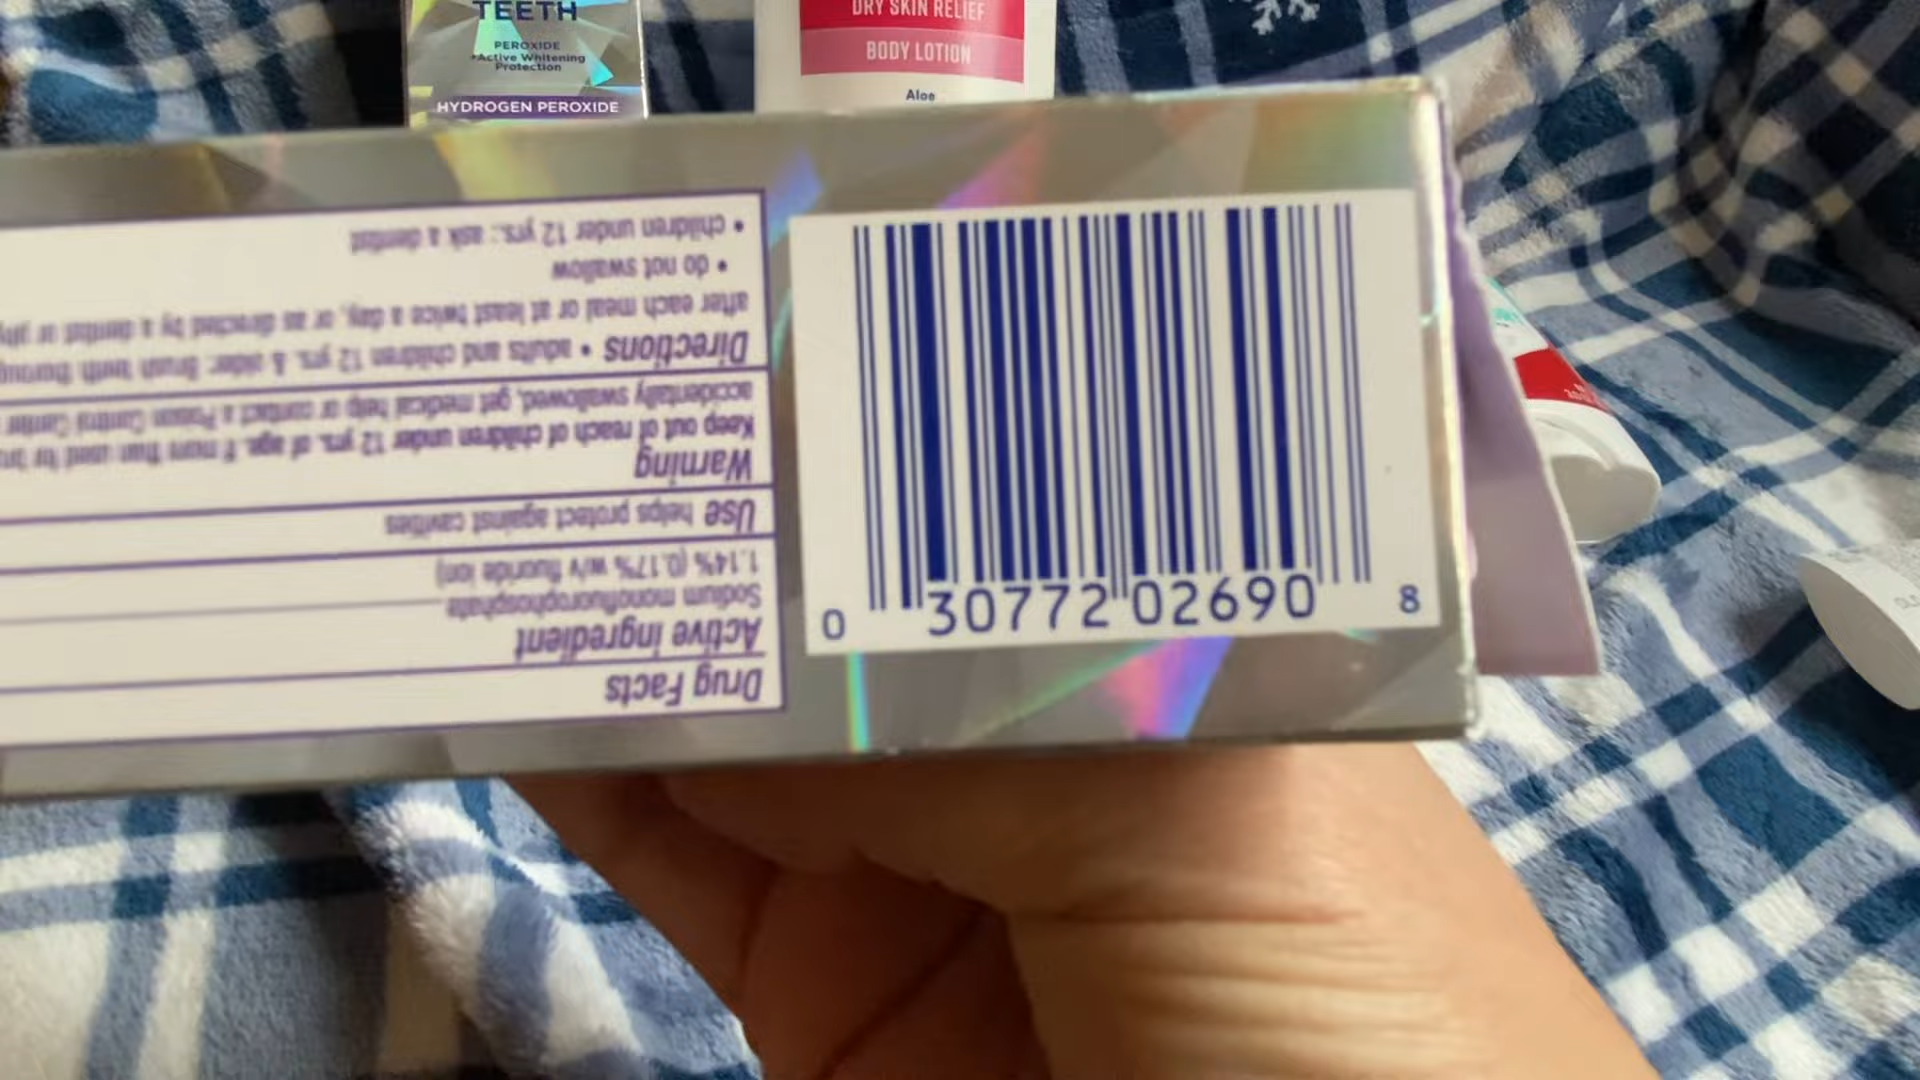 TEETH
PEROXIDE
+Active Whitening
Protection
HYDROGEN PEROXIDE
DRY SKIN RELIEF
BODY LOTION
Aloe
0 30772 02690 8
Drug Facts
Active ingredient
Sodium monofluorophosphate
1.14% (0.17% w/v fluoride ion)
Use helps protect against cavities
Warning
Keep out of reach of children under 12 yrs. of age. If more than used for
accidentally swallowed, get medical help or contact a Poison Control Center
Directions • adults and children 12 yrs. & older: Brush teeth
after each meal or at least twice a day, or as directed by a dentist or
• do not swallow
• children under 12 yrs.: ask a dentist